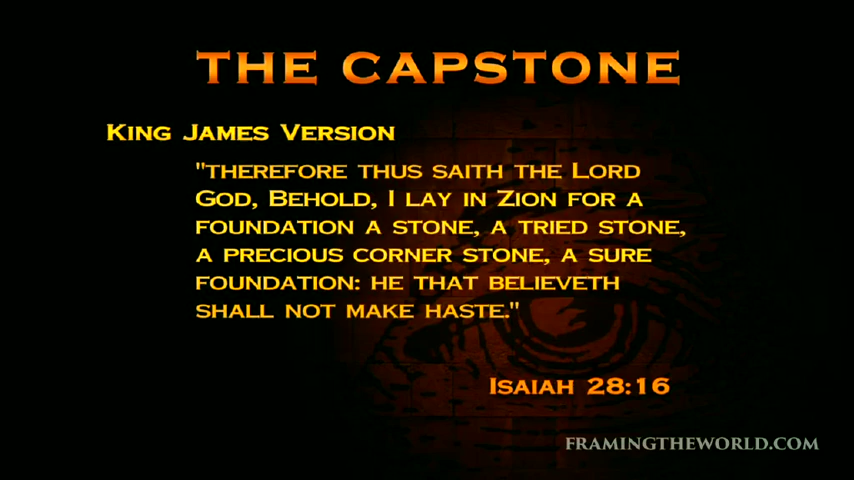 THE CAPSTONE
KING JAMES VERSION
"THEREFORE THUS SAITH THE LORD
GOD, BEHOLD, I LAY IN ZION FOR A
FOUNDATION A STONE, A TRIED STONE,
A PRECIOUS CORNER STONE, A SURE
FOUNDATION: HE THAT BELIEVETH
SHALL NOT MAKE HASTE."
ISAIAH 28:16
FRAMINGTHEWORLD.COM